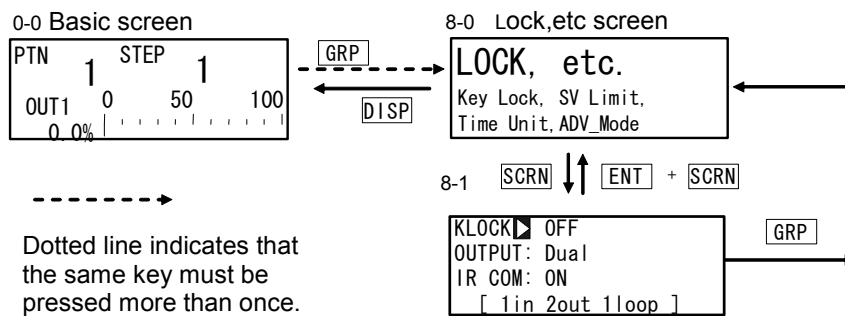 0-0 Basic screen
PTN 1 STEP 1
OUT1 0 50 100
0.0%
GRP
DISP
8-0 Lock,etc screen
LOCK, etc.
Key Lock, SV Limit,
Time Unit,ADV_Mode
8-1 SCRN ENT + SCRN
KLOCK OFF
OUTPUT: Dual
IR COM: ON
[ 1in 2out 1loop ]
GRP
Dotted line indicates that
the same key must be
pressed more than once.